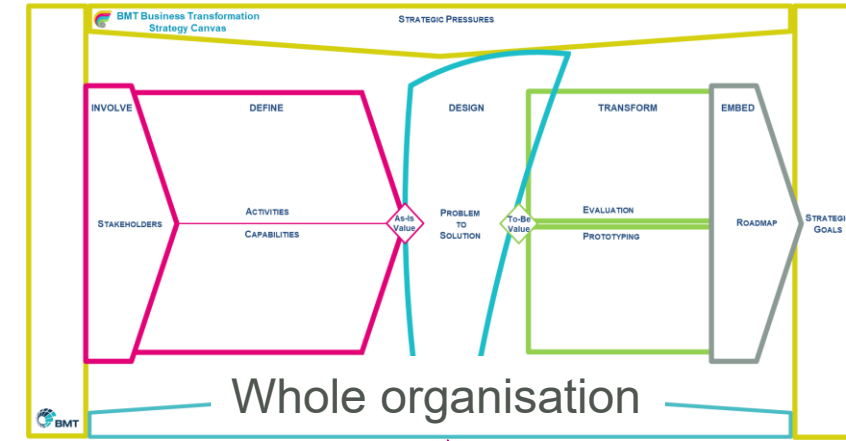 BMT Business Transformation
Strategy Canvas
STRATEGIC PRESSURES
INVOLVE
DEFINE
DESIGN
TRANSFORM
EMBED
STAKEHOLDERS
ACTIVITIES
CAPABILITIES
As-Is
Value
PROBLEM
TO
SOLUTION
To-Be
Value
EVALUATION
PROTOTYPING
ROADMAP
GOALS
Whole organisation
BMT